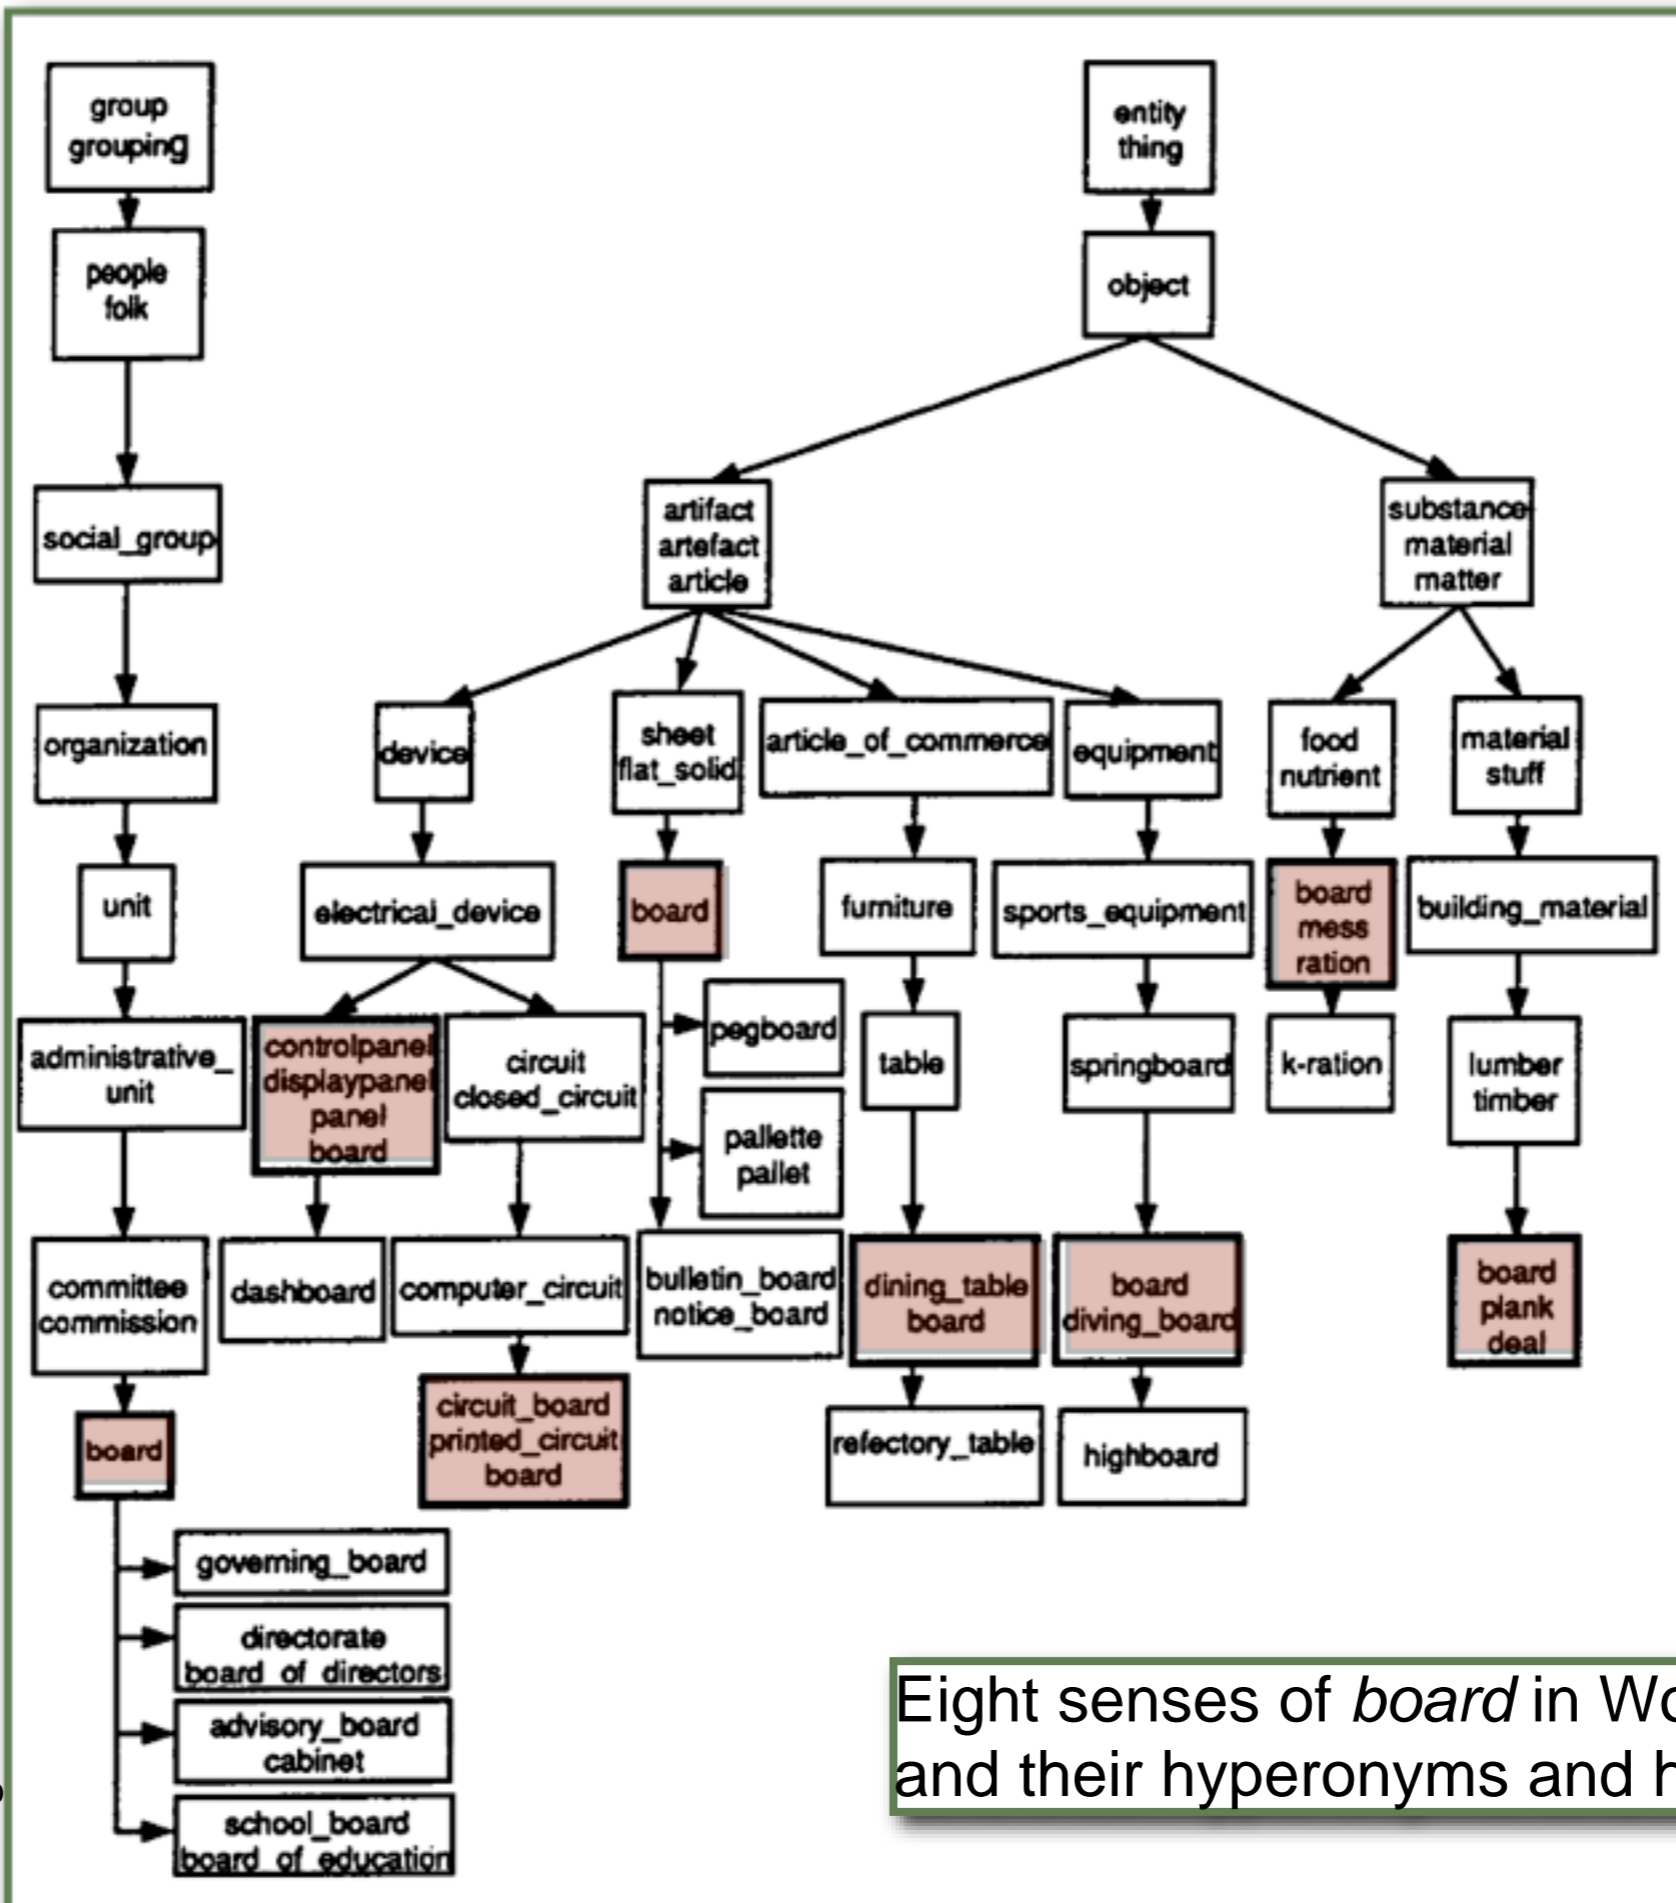 group
grouping
entity
thing
people
folk
object
social_group
artifact
artefact
article
substance
material
matter
organization
device
sheet
flat_solid
article_of_commerce
equipment
food
nutrient
material
stuff
unit
electrical_device
board
furniture
sports_equipment
board
mess
ration
building_material
administrative_
unit
controlpanel
displaypanel
panel
board
circuit
closed_circuit
pegboard
table
springboard
k-ration
lumber
timber
pallette
pallet
committee
commission
dashboard
computer_circuit
bulletin_board
notice_board
dining_table
board
board
diving_board
board
plank
deal
board
circuit_board
printed_circuit
board
refectory_table
highboard
governing_board
directorate
board_of_directors
advisory_board
cabinet
school_board
board_of_education
Eight senses of board in Wo
and their hyperonyms and h